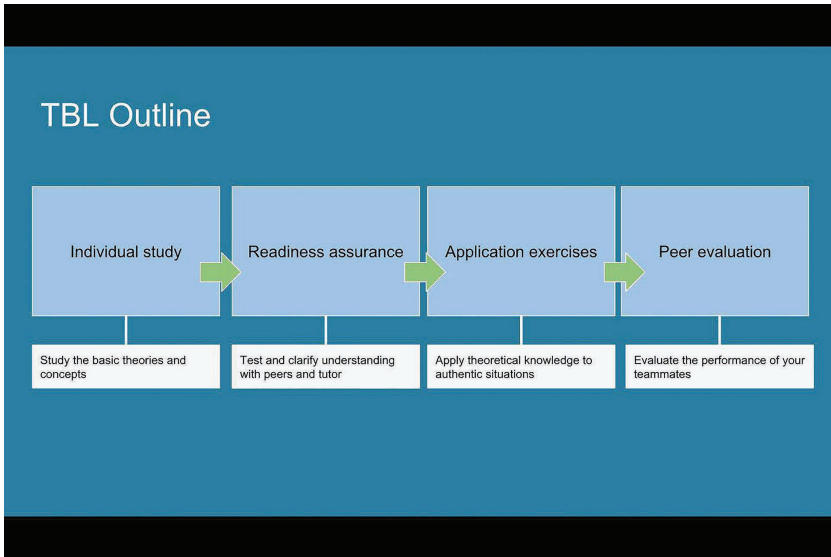 TBL Outline
Individual study
Readiness assurance
Application exercises
Peer evaluation
Study the basic theories and
concepts
Test and clarify understanding
with peers and tutor
Apply theoretical knowledge to
authentic situations
Evaluate the performance of your
teammates